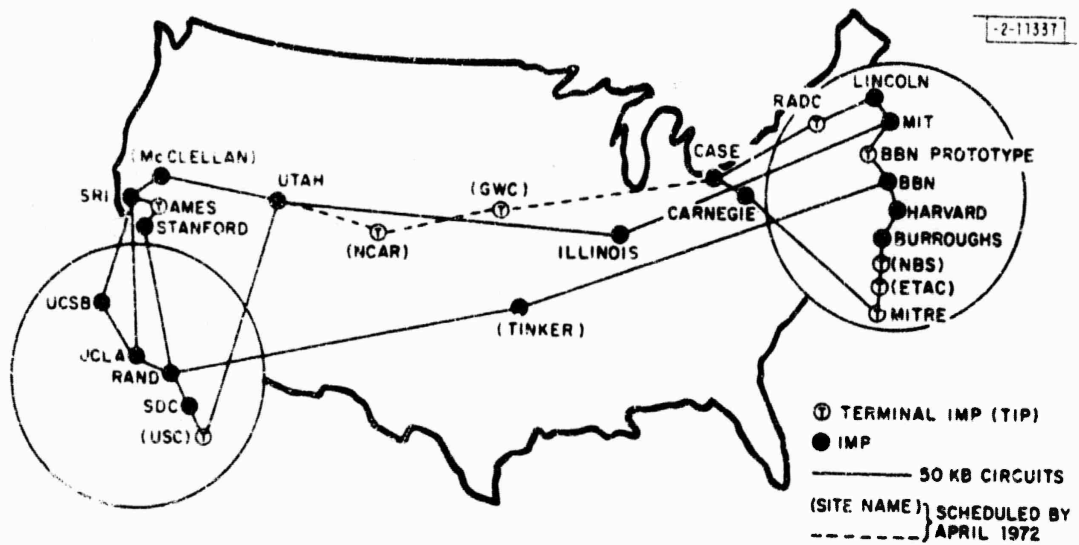 -2-11337
LINCOLN
RADC
MIT
(McCLELLAN)
CASE
BBN PROTOTYPE
UTAH
(GWC)
SRI
AMES
BBN
STANFORD
CARNEGIE
HARVARD
(NCAR)
ILLINOIS
BURROUGHS
(NBS)
(ETAC)
UCSB
MITRE
(TINKER)
UCLA
RAND
SDC
(USC)
T TERMINAL IMP (TIP)
IMP
50 KB CIRCUITS
(SITE NAME) } SCHEDULED BY
APRIL 1972